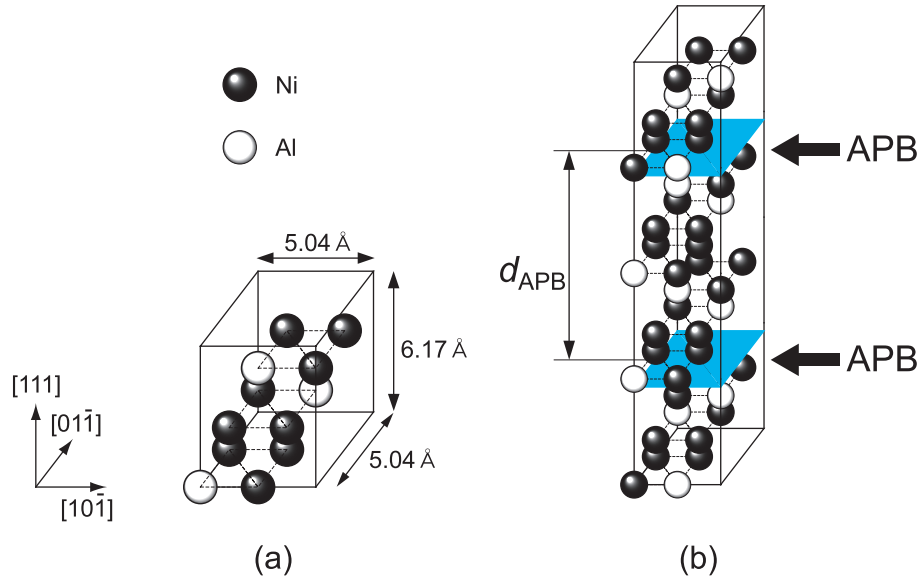 Ni
Al
5.04 Å
6.17 Å
5.04 Å
[111]
[011̄]
[101̄]
(a)
APB
d_APB
APB
(b)